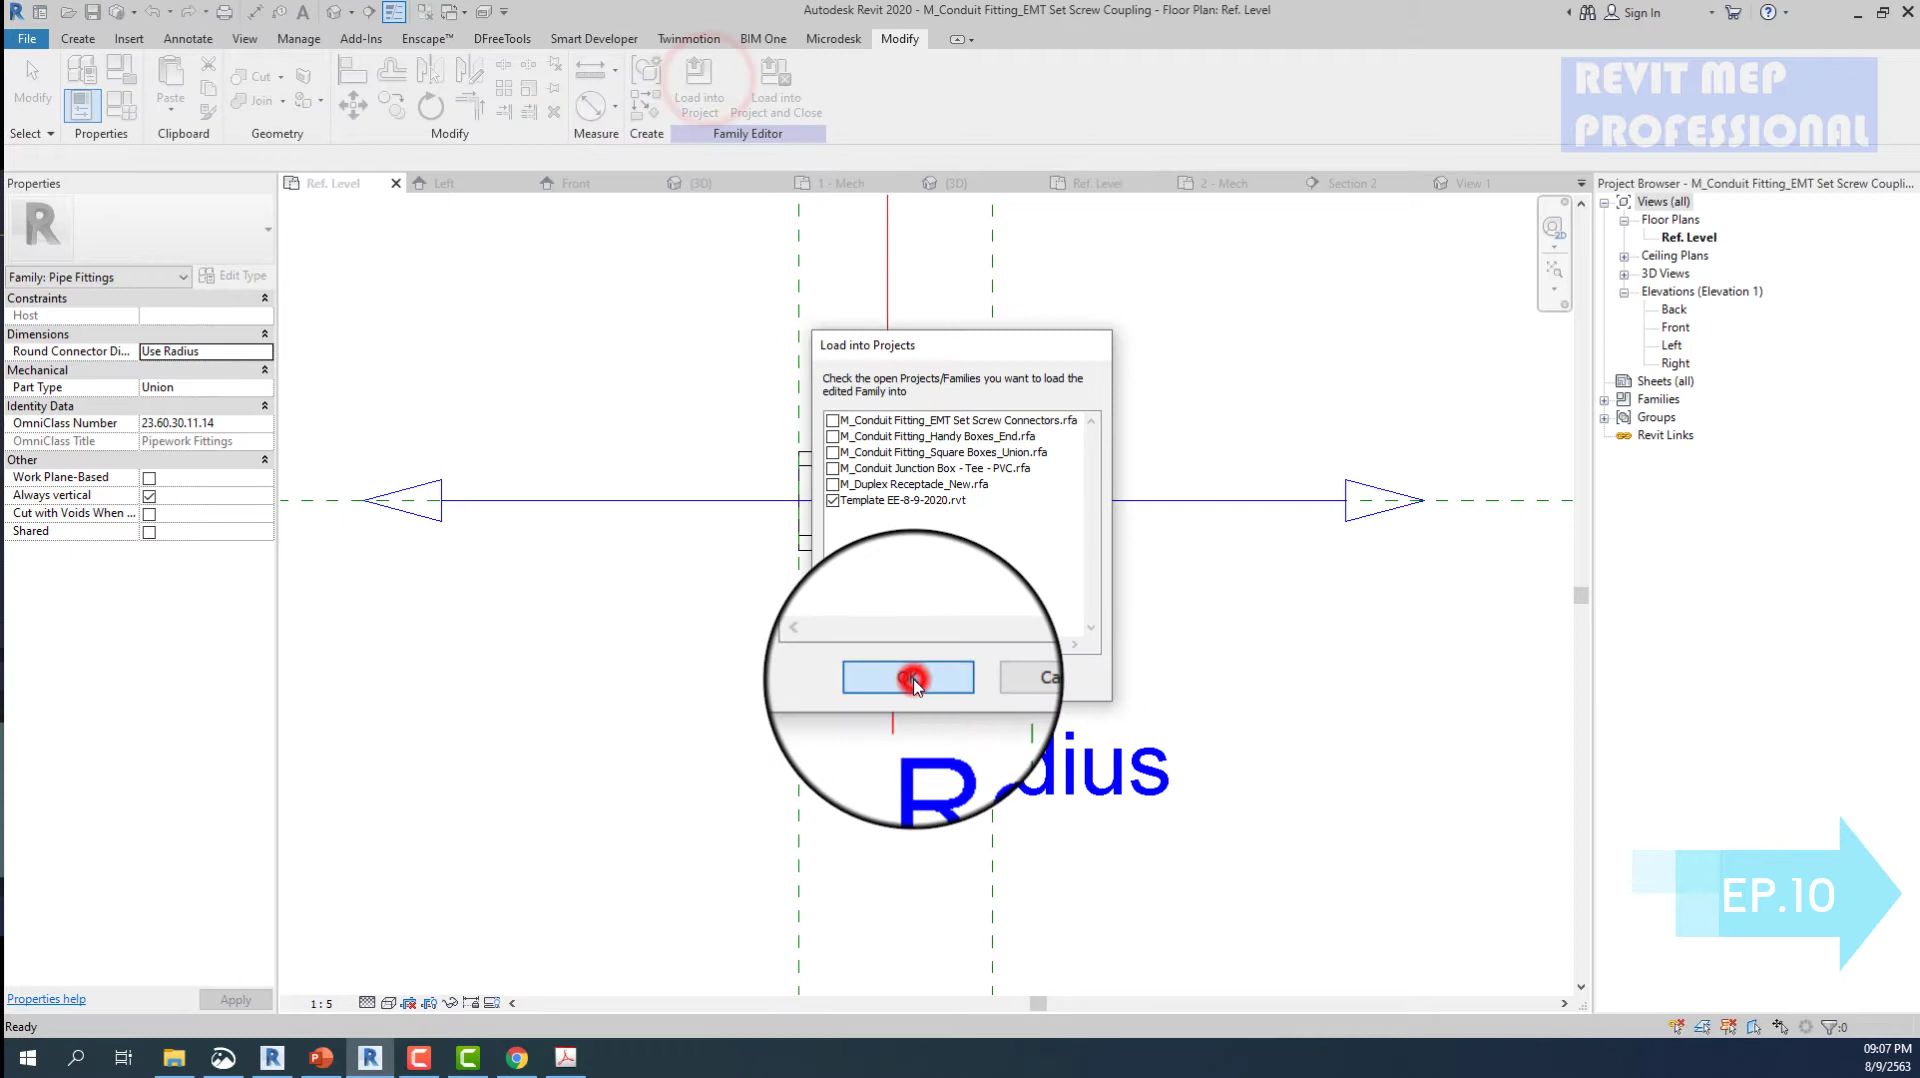 Autodesk Revit 2020 - M_Conduit Fitting_EMT Set Screw Coupling - Floor Plan: Ref. Level
Sign In
File Create Insert Annotate View Manage Add-Ins Enscape™ DFreeTools Smart Developer Twinmotion BIM One Microdesk Modify
Modify
Paste
Cut
Join
Load into
Project
Load into
Project and Close
Select Properties Clipboard Geometry Modify Measure Create Family Editor
REVIT MEP
PROFESSIONAL
Properties
Ref. Level Left Front (3D) 1 - Mech (3D) Ref. Level 2 - Mech Section 2 View 1
Project Browser - M_Conduit Fitting_EMT Set Screw Coupli...
R
Family: Pipe Fittings
Edit Type
Constraints
Host
Dimensions
Round Connector Di... Use Radius
Mechanical
Part Type Union
Identity Data
OmniClass Number 23.60.30.11.14
OmniClass Title Pipework Fittings
Other
Work Plane-Based
Always vertical
Cut with Voids When ...
Shared
Properties help
Apply
2D
Load into Projects
Check the open Projects/Families you want to load the
edited Family into
M_Conduit Fitting_EMT Set Screw Connectors.rfa
M_Conduit Fitting_Handy Boxes_End.rfa
M_Conduit Fitting_Square Boxes_Union.rfa
M_Conduit Junction Box - Tee - PVC.rfa
M_Duplex Receptacle_New.rfa
Template EE-8-9-2020.rvt
OK
Ca
R dius
Views (all)
Floor Plans
Ref. Level
Ceiling Plans
3D Views
Elevations (Elevation 1)
Back
Front
Left
Right
Sheets (all)
Families
Groups
Revit Links
EP.10
1 : 5
Ready
:0
09:07 PM
8/9/2563